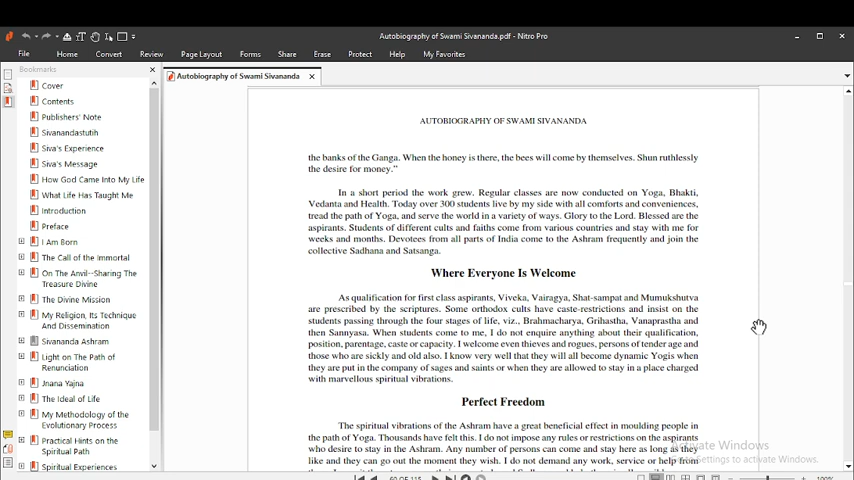 Autobiography of Swami Sivananda.pdf - Nitro Pro
File Home Convert Review Page Layout Forms Share Erase Protect Help My Favorites
Bookmarks
Autobiography of Swami Sivananda
Cover
Contents
Publishers' Note
Sivanandastutih
Siva's Experience
Siva's Message
How God Came Into My Life
What Life Has Taught Me
Introduction
Preface
I Am Born
The Call of the Immortal
On The Anvil--Sharing The
Treasure Divine
The Divine Mission
My Religion, Its Technique
And Dissemination
Sivananda Ashram
Light on The Path of
Renunciation
Jnana Yajna
The Ideal of Life
My Methodology of the
Evolutionary Process
Practical Hints on the
Spiritual Path
Spiritual Experiences
AUTOBIOGRAPHY OF SWAMI SIVANANDA
the banks of the Ganga. When the honey is there, the bees will come by themselves. Shun ruthlessly
the desire for money."
In a short period the work grew. Regular classes are now conducted on Yoga, Bhakti,
Vedanta and Health. Today over 300 students live by my side with all comforts and conveniences,
tread the path of Yoga, and serve the world in a variety of ways. Glory to the Lord. Blessed are the
aspirants. Students of different cults and faiths come from various countries and stay with me for
weeks and months. Devotees from all parts of India come to the Ashram frequently and join the
collective Sadhana and Satsanga.
Where Everyone Is Welcome
As qualification for first class aspirants, Viveka, Vairagya, Shat-sampat and Mumukshutva
are prescribed by the scriptures. Some orthodox cults have caste-restrictions and insist on the
students passing through the four stages of life, viz., Brahmacharya, Grihastha, Vanaprastha and
then Sannyasa. When students come to me, I do not enquire anything about their qualification,
position, parentage, caste or capacity. I welcome even thieves and rogues, persons of tender age and
those who are sickly and old also. I know very well that they will all become dynamic Yogis when
they are put in the company of sages and saints or when they are allowed to stay in a place charged
with marvellous spiritual vibrations.
Perfect Freedom
The spiritual vibrations of the Ashram have a great beneficial effect in moulding people in
the path of Yoga. Thousands have felt this. I do not impose any rules or restrictions on the aspirants
who desire to stay in the Ashram. Any number of persons can come and stay here as long as they
like and they can go out the moment they wish. I do not demand any work, service or help from
Activate Windows
Settings to activate Windows.
60 OF 115
100%